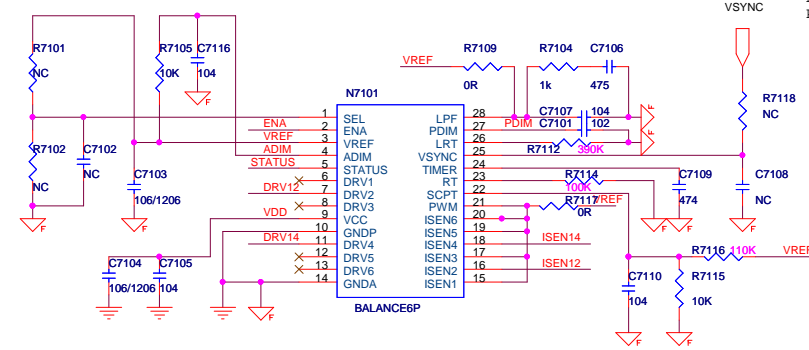 VSYNC
R7101
NC
R7105
10K
C7116
104
VREF
R7109
0R
R7104
1k
C7106
475
R7118
NC
N7101
ENA
VREF
ADIM
STATUS
DRV12
VDD
DRV14
1 SEL LPF 28
2 ENA PDIM 27
3 VREF LRT 26
4 ADIM VSYNC 25
5 STATUS TIMER 24
6 DRV1 RT 23
7 DRV2 SCPT 22
8 DRV3 PWM 21
9 VCC ISEN6 20
10 GNDP ISEN5 19
11 DRV4 ISEN4 18
12 DRV5 ISEN3 17
13 DRV6 ISEN2 16
14 GNDA ISEN1 15
BALANCE6P
C7107 104
PDIM C7101 102
R7112 390K
R7102
NC
C7102
NC
C7103
106/1206
R7114
100K
R7117 VREF
0R
C7109
474
C7108
NC
ISEN14
ISEN12
C7104
106/1206
C7105
104
C7110
104
R7116 110K
VREF
R7115
10K
F
F
F
F
F
F
F
F
F
F
F